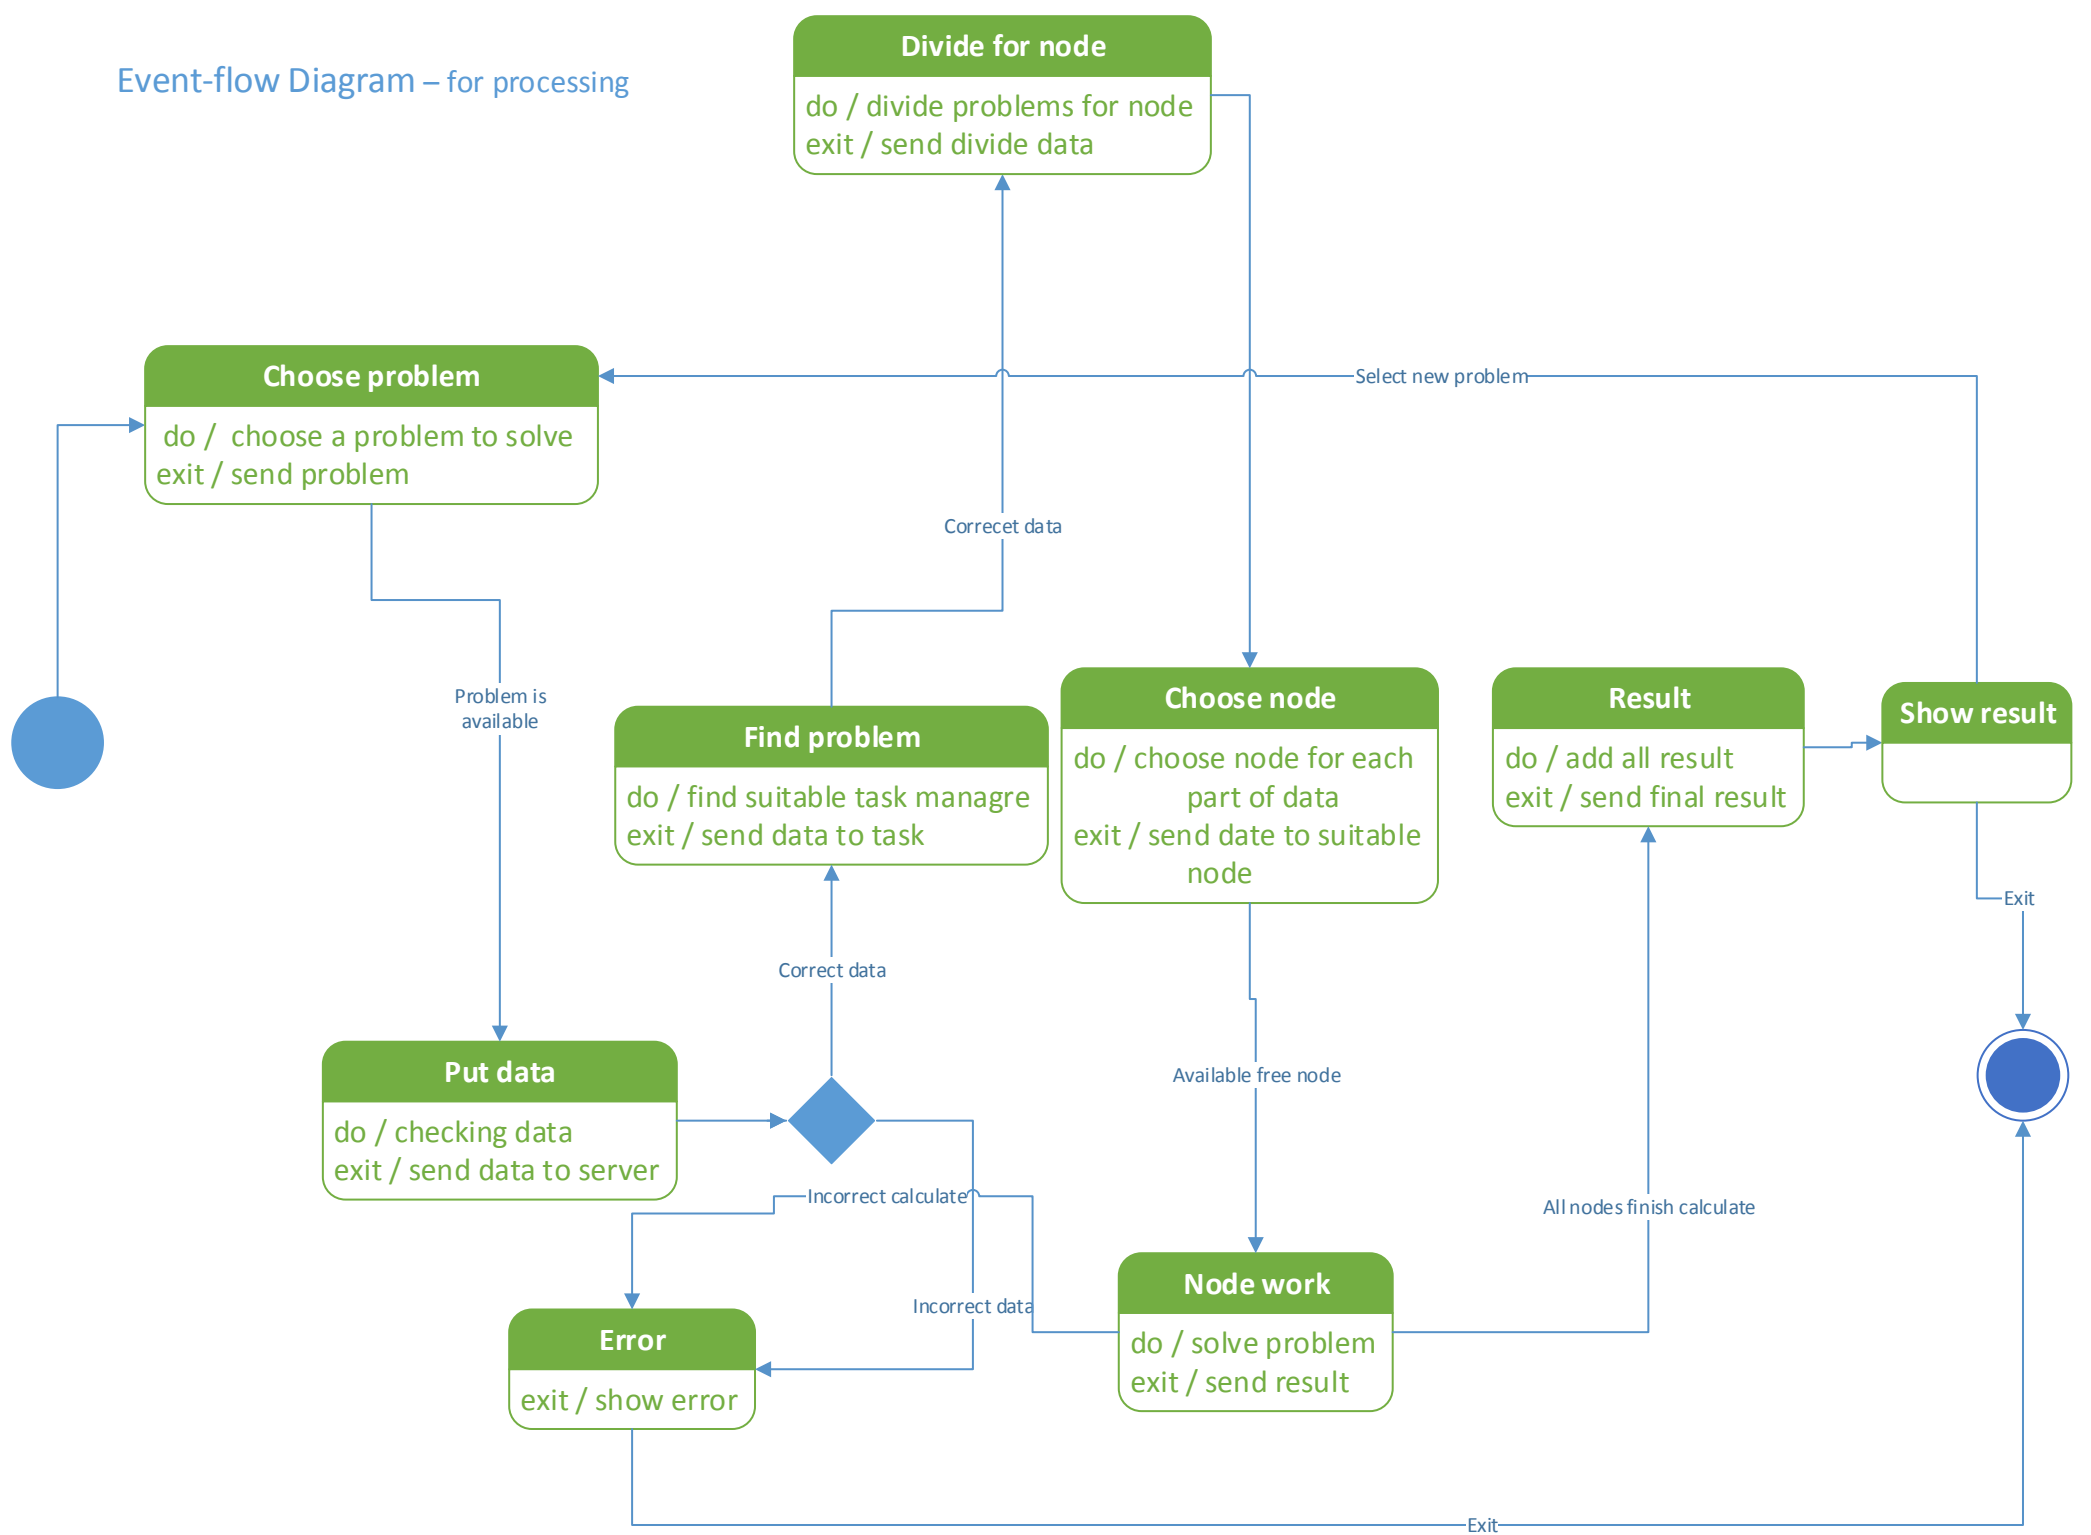 Event-flow Diagram – for processing
Divide for node
do / divide problems for node
exit / send divide data
Choose problem
do / choose a problem to solve
exit / send problem
Select new problem
Correcet data
Problem is
available
Find problem
do / find suitable task managre
exit / send data to task
Choose node
do / choose node for each
part of data
exit / send date to suitable
node
Result
do / add all result
exit / send final result
Show result
Exit
Correct data
Put data
do / checking data
exit / send data to server
Available free node
Incorrect calculate
All nodes finish calculate
Incorrect data
Node work
do / solve problem
exit / send result
Error
exit / show error
Exit